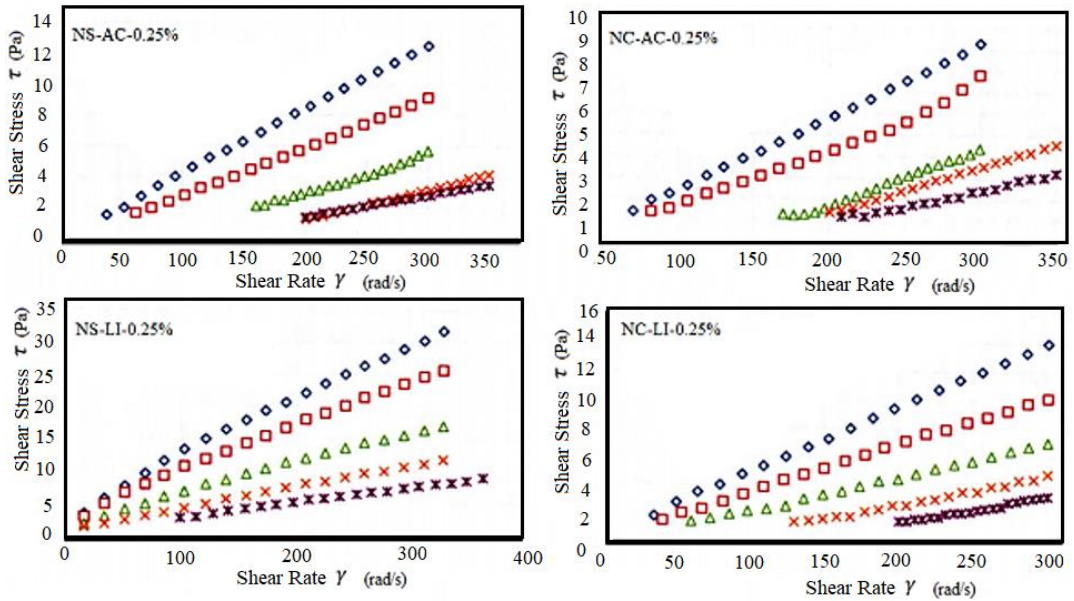 NS-AC-0.25%
Shear Stress τ (Pa)
14
12
10
8
6
4
2
0
0 50 100 150 200 250 300 350
Shear Rate γ (rad/s)
NC-AC-0.25%
Shear Stress τ (Pa)
10
9
8
7
6
5
4
3
2
1
0
50 100 150 200 250 300 350
Shear Rate γ (rad/s)
NS-LI-0.25%
Shear Stress τ (Pa)
35
30
25
20
15
10
5
0
0 100 200 300 400
Shear Rate γ (rad/s)
NC-LI-0.25%
Shear Stress τ (Pa)
16
14
12
10
8
6
4
2
0
0 50 100 150 200 250 300
Shear Rate γ (rad/s)